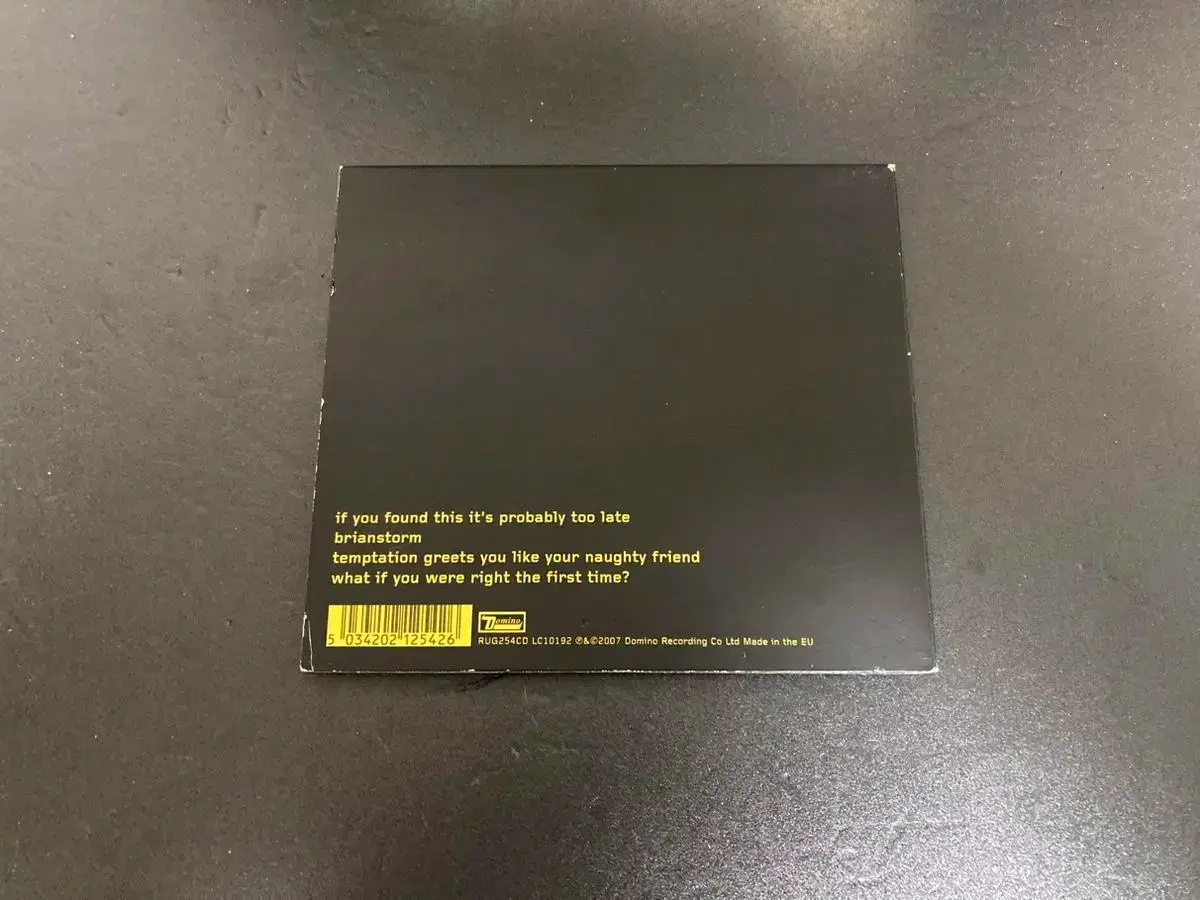 if you found this it's probably too late
brianstorm
temptation greets you like your naughty friend
what if you were right the first time?
5 034202 125426
Domino
RUG254CD LC10192 ℗&©2007 Domino Recording Co Ltd Made in the EU